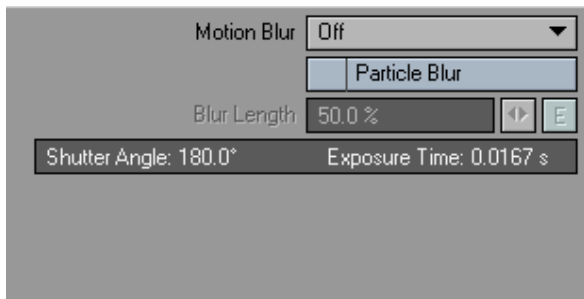 Motion Blur Off
Particle Blur
Blur Length 50.0 % E
Shutter Angle: 180.0° Exposure Time: 0.0167 s